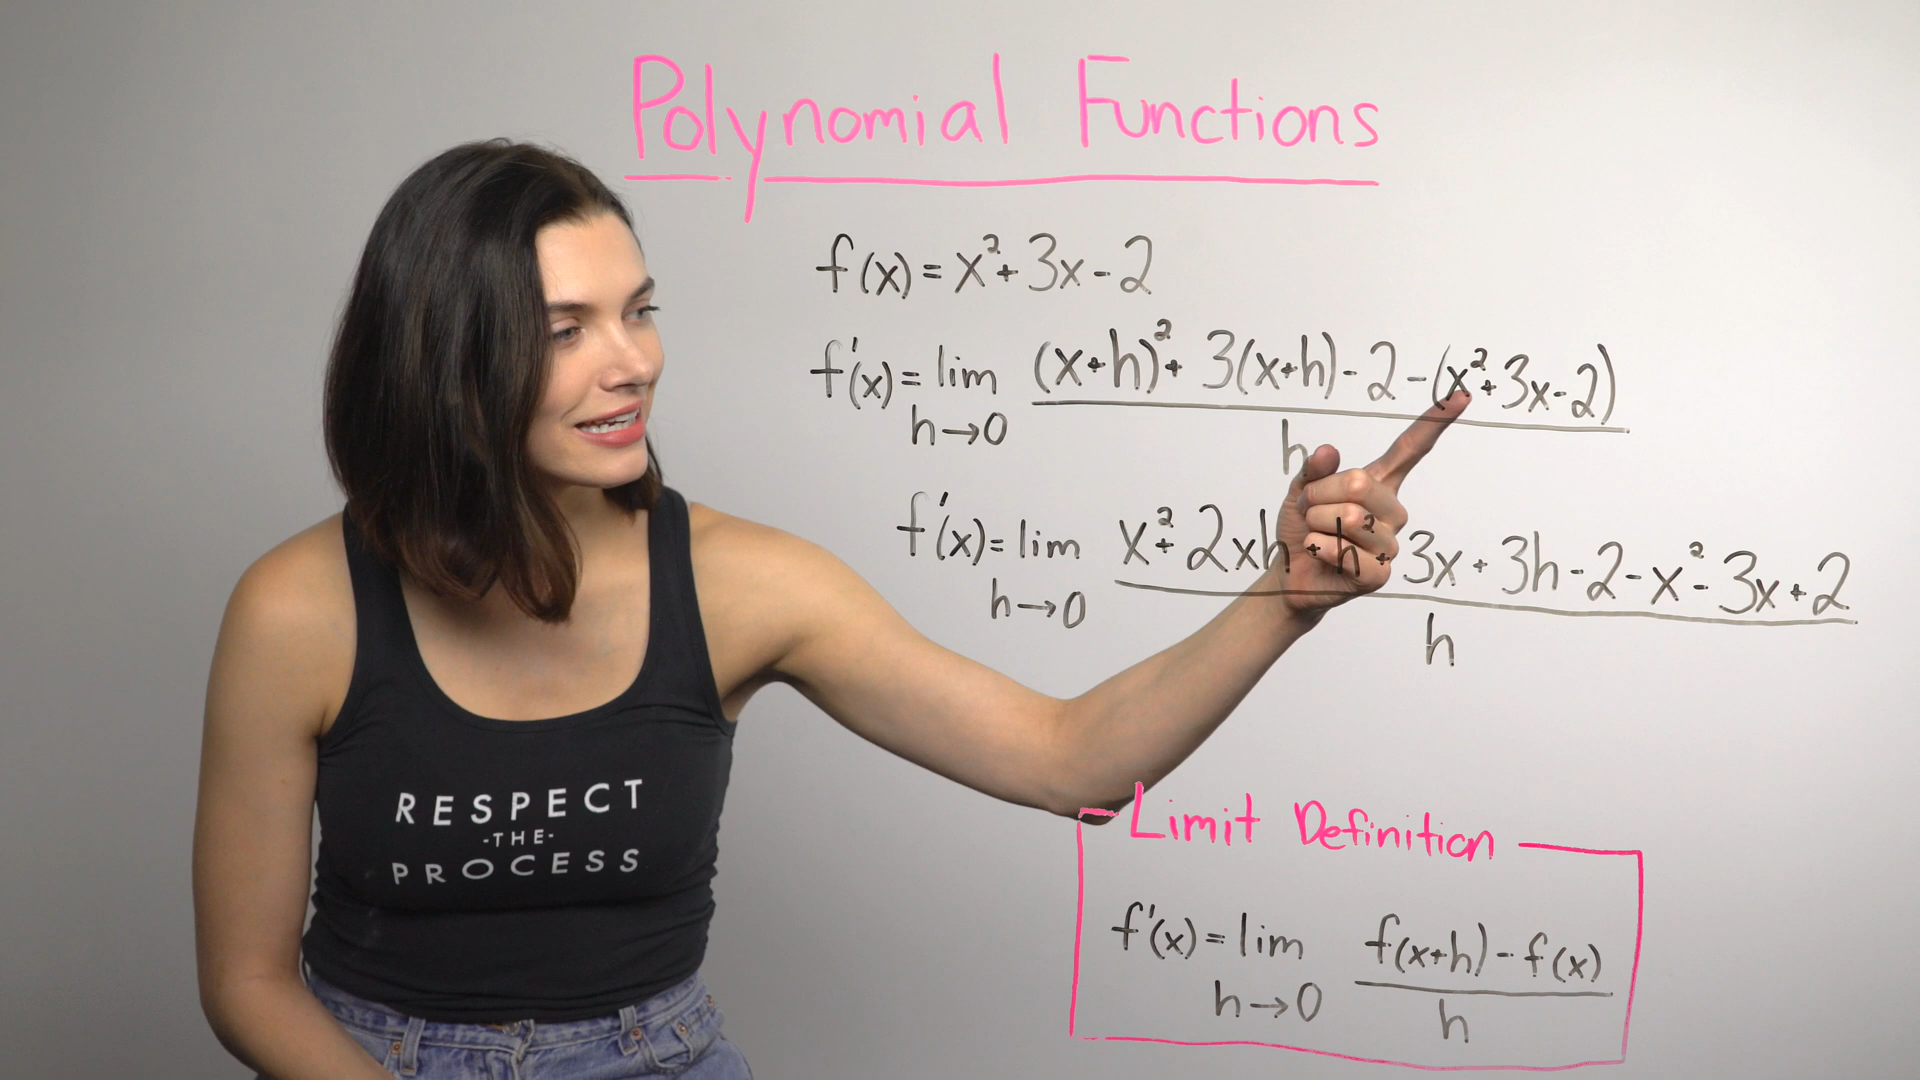 Polynomial Functions
f(x) = x² + 3x - 2
f'(x) = lim h→0 (x+h)² + 3(x+h) - 2 - (x² + 3x - 2)
h
f'(x) = lim h→0 x² + 2xh + h² + 3x + 3h - 2 - x² - 3x + 2
h
RESPECT
-THE-
PROCESS
Limit Definition
f'(x) = lim h→0 f(x+h) - f(x)
h